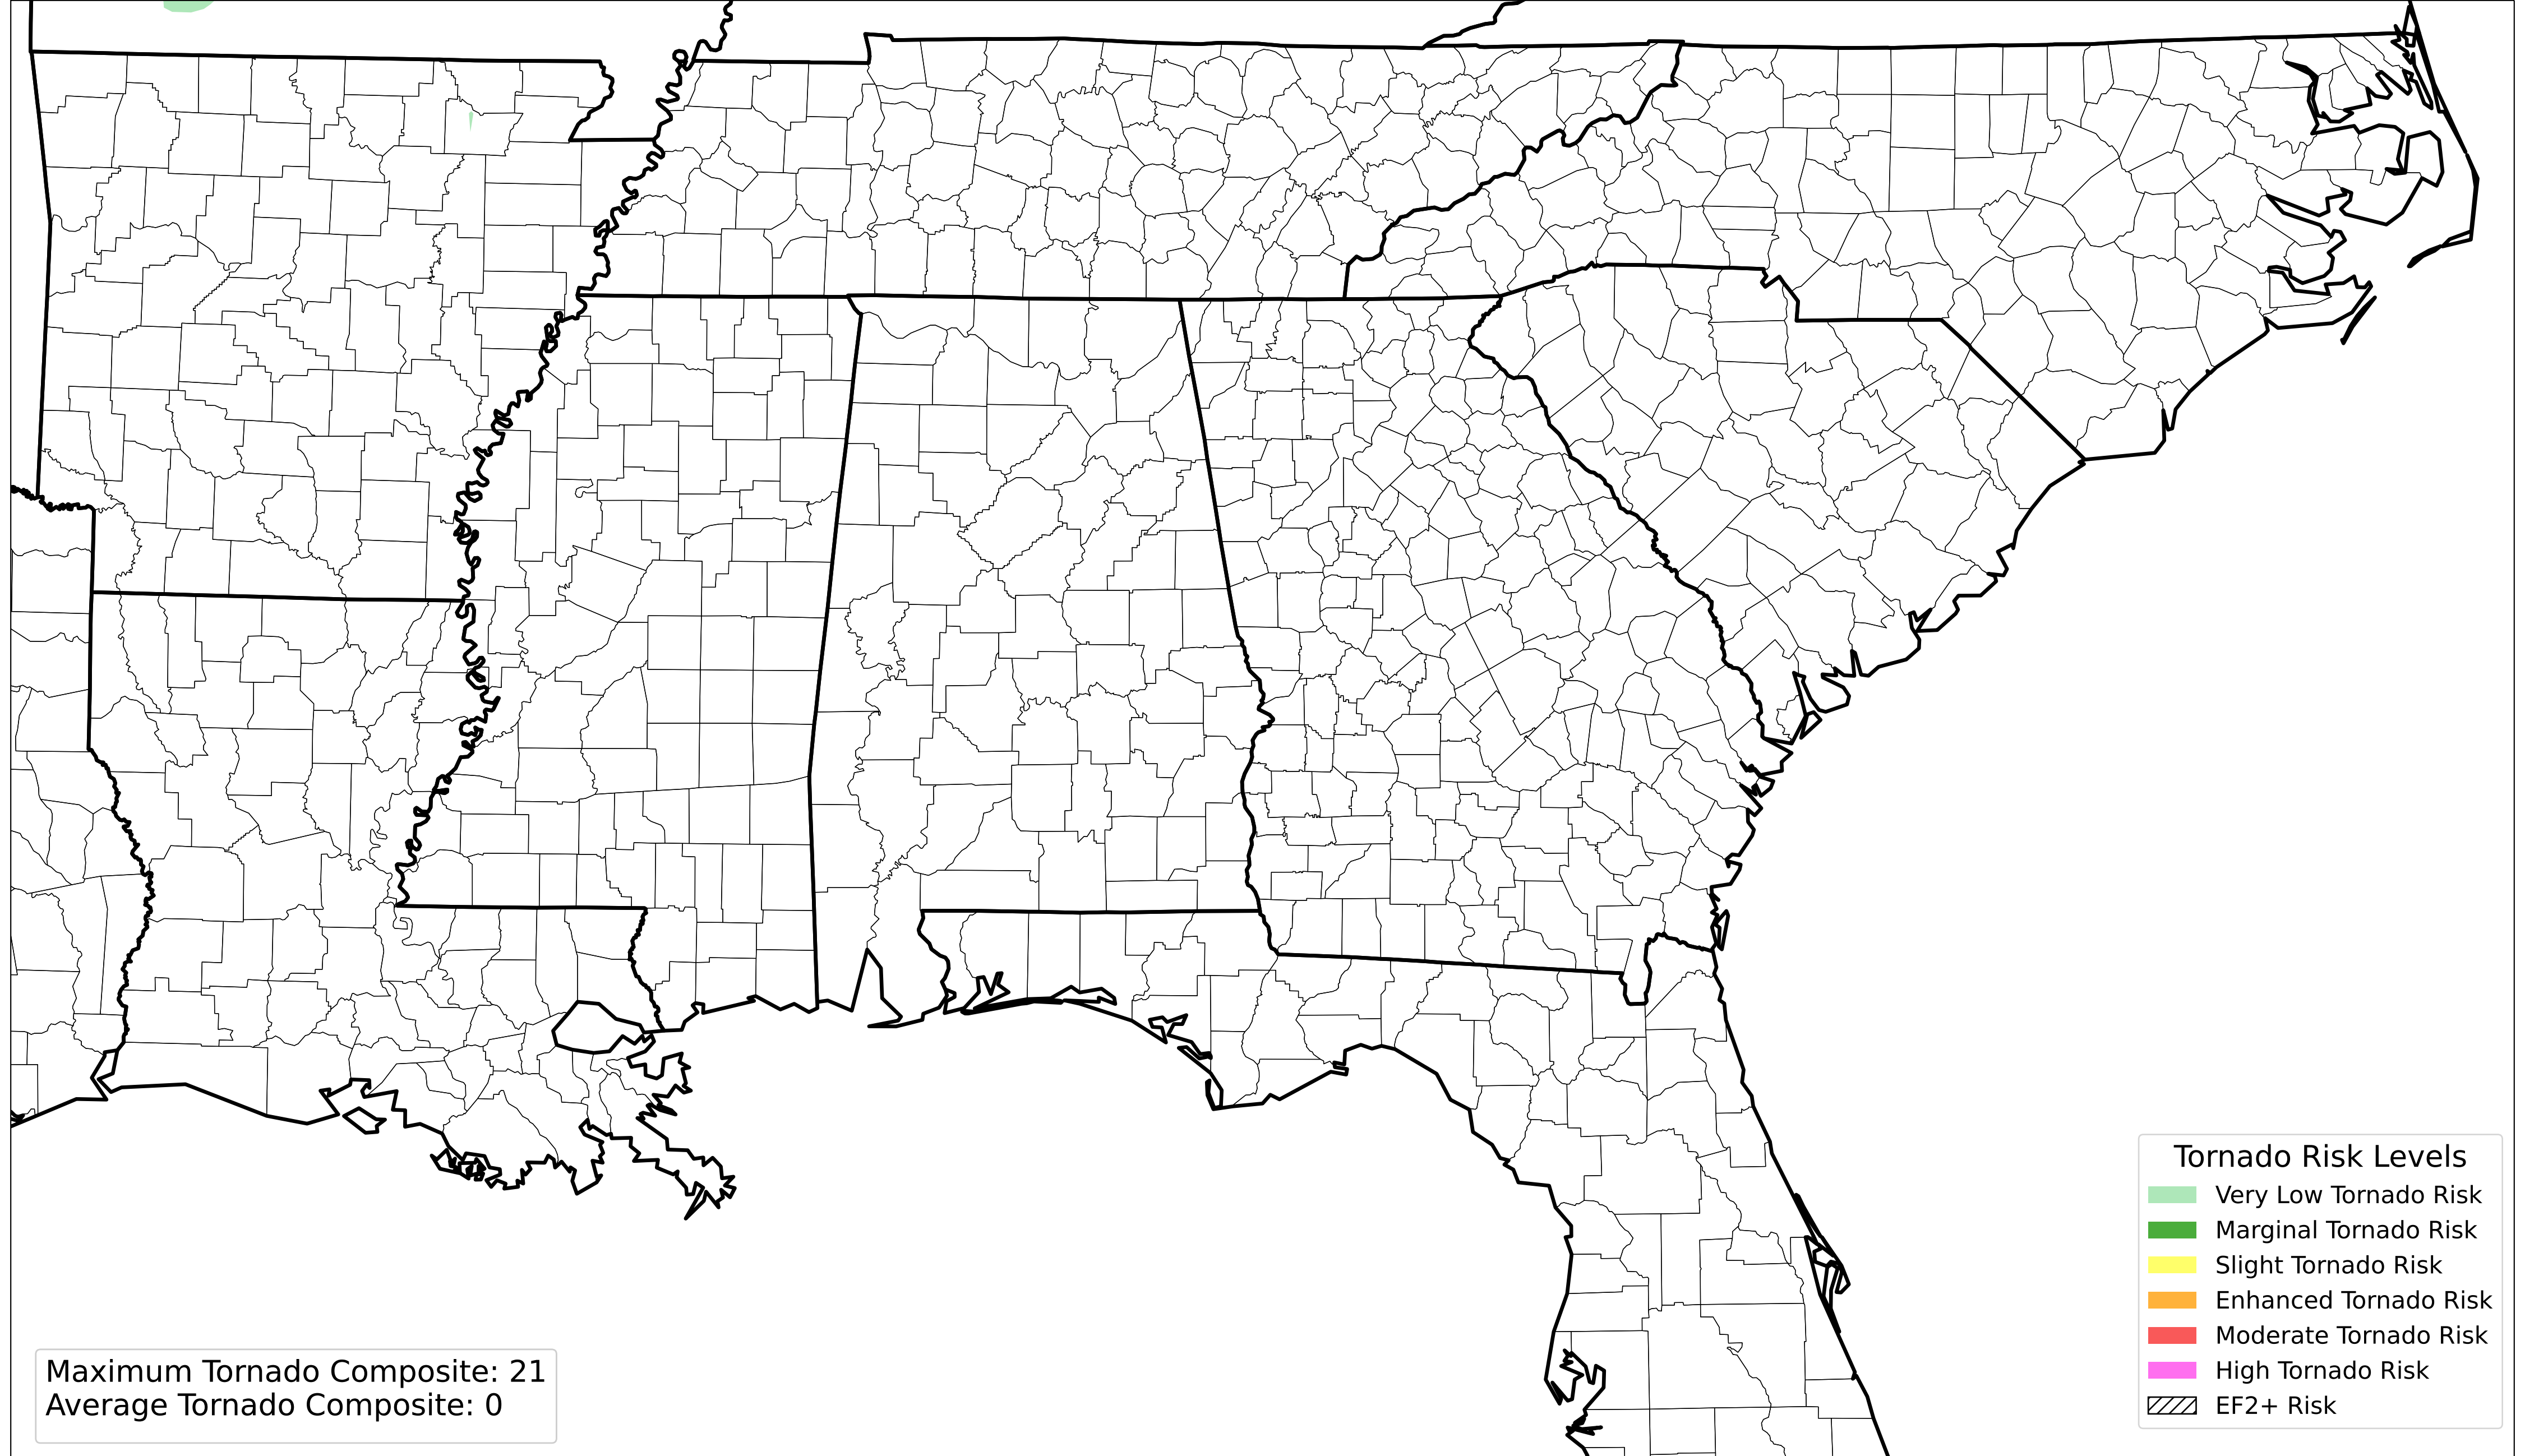 Maximum Tornado Composite: 21
Average Tornado Composite: 0
Tornado Risk Levels
Very Low Tornado Risk
Marginal Tornado Risk
Slight Tornado Risk
Enhanced Tornado Risk
Moderate Tornado Risk
High Tornado Risk
EF2+ Risk